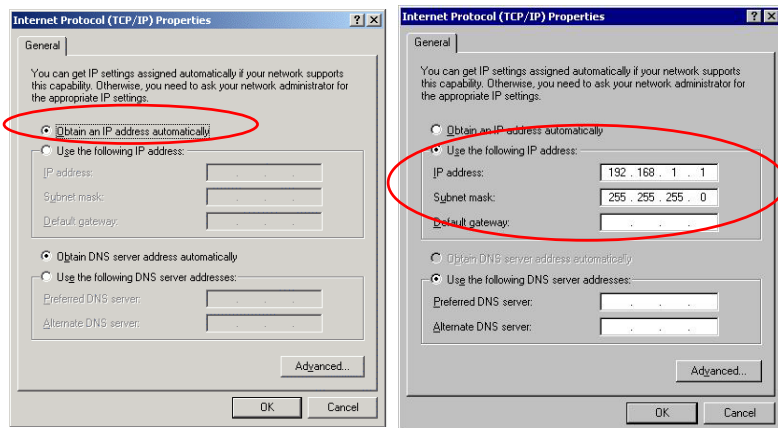 Internet Protocol (TCP/IP) Properties
General
You can get IP settings assigned automatically if your network supports
this capability. Otherwise, you need to ask your network administrator for
the appropriate IP settings.
Obtain an IP address automatically
Use the following IP address:
IP address:
Subnet mask:
Default gateway:
Obtain DNS server address automatically
Use the following DNS server addresses:
Preferred DNS server:
Alternate DNS server:
Advanced...
OK Cancel
Internet Protocol (TCP/IP) Properties
General
You can get IP settings assigned automatically if your network supports
this capability. Otherwise, you need to ask your network administrator for
the appropriate IP settings.
Obtain an IP address automatically
Use the following IP address:
IP address: 192 . 168 . 1 . 1
Subnet mask: 255 . 255 . 255 . 0
Default gateway:
Obtain DNS server address automatically
Use the following DNS server addresses:
Preferred DNS server:
Alternate DNS server:
Advanced...
OK Cancel